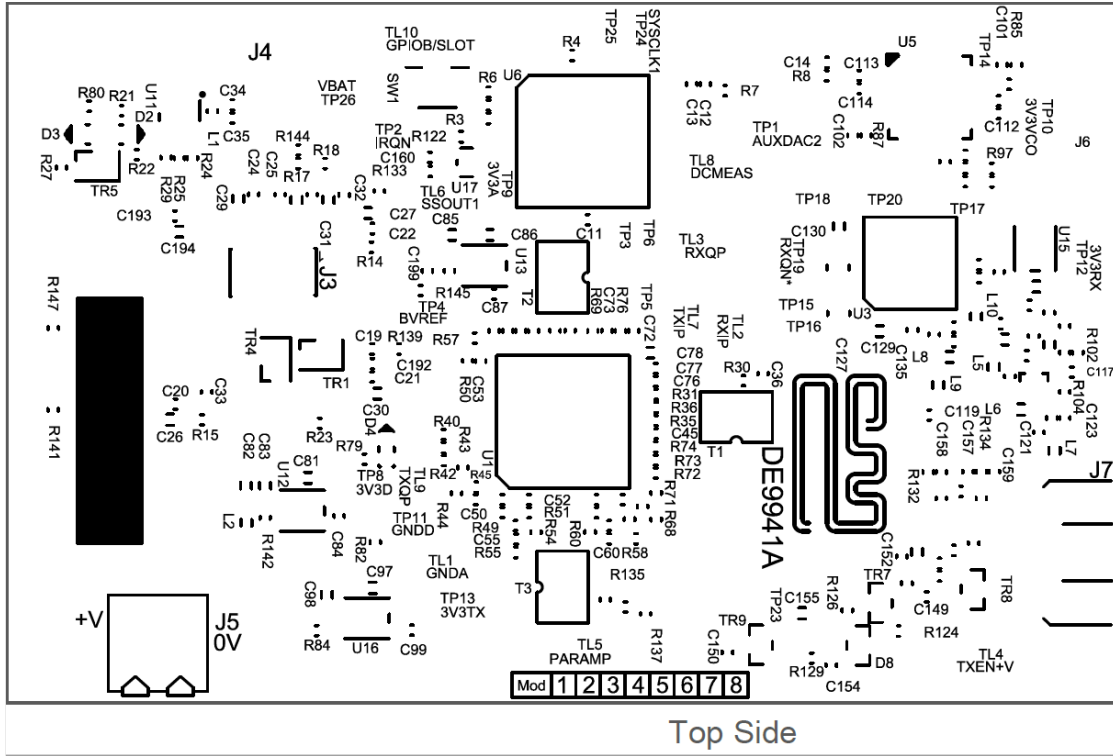 TL10
GPIOB/SLOT
TP25
TP24
SYSCLK1
R4
J4
VBAT
TP26
SW1
R6
U6
C14
R8
C113
U5
TP14
C101
R85
R80
R21
U11
D2
C34
D3
L1
C35
R3
C13
C12
R7
C114
C102
R87
C112
3V3VCO
TP10
J6
TP2
IRQN
R122
C160
R133
TP1
AUXDAC2
R144
R18
R27
R22
TR5
R24
C24
C25
R17
3V3A
TP9
TL8
DCMEAS
R97
R29
R25
C193
C29
C32
TL6
SSOUT1
U17
C27
C85
C22
C86
C11
TP3
TP6
TL3
RXQP
TP18
TP20
TP17
C130
C194
C31
J3
R14
C199
U13
T2
TP19
RXQN*
U15
TP12
3V3RX
R147
TP4
R145
C87
BVREF
R69
C73
R76
TP5
TL7
TXIP
TL2
RXIP
TP15
TP16
U3
L10
TR4
C19
R139
R57
C72
C78
C77
C76
C127
C129
C135
L8
L5
R102
C117
TR1
C192
C21
R50
C53
R30
C36
L9
R104
C20
C33
R31
R36
R35
C45
R74
R73
R72
C26
R15
C30
D4
R23
R79
R40
R43
R42
R45
U1
T1
C119
L6
R134
C121
C123
C158
C157
C159
L7
R141
C82
C83
U12
C81
TP8
3V3D
TXQP
TL9
R44
C50
C52
R51
R71
R68
DE9941A
R132
J7
L2
R142
C84
R82
TP11
GNDD
R49
C55
R55
R54
R60
C60
R58
C152
TL1
GNDA
C97
C98
T3
R135
TR7
TR8
TP13
3V3TX
R126
C155
TP23
C149
+V
J5
0V
R84
U16
C99
TR9
R124
TL5
PARAMP
R137
C150
R129
C154
D8
TL4
TXEN+V
Mod 1 2 3 4 5 6 7 8
Top Side